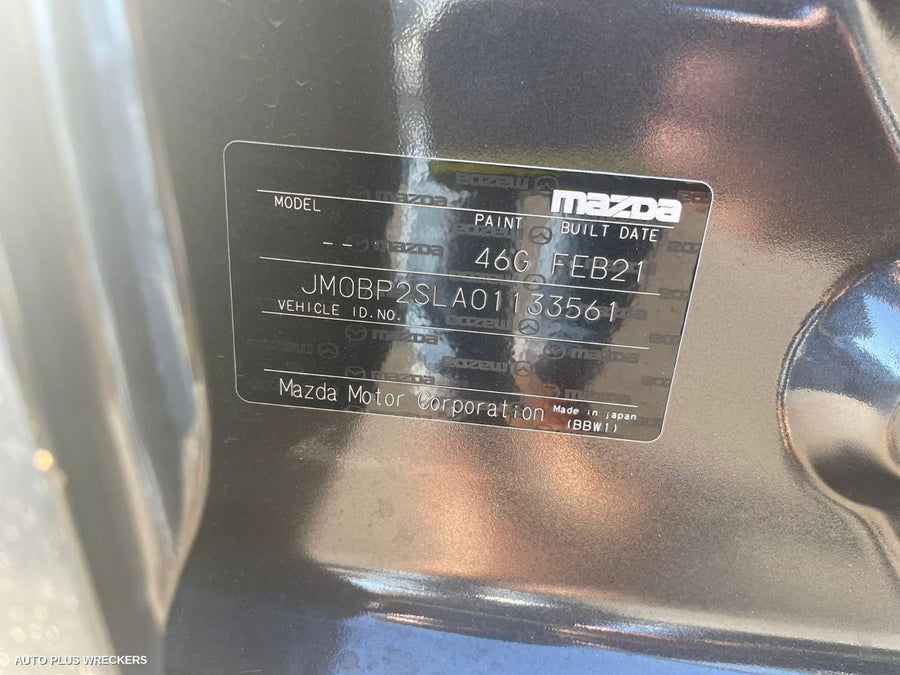 mazda
MODEL PAINT BUILT DATE
-- 46G FEB21
JM0BP2SLA01133561
VEHICLE ID.NO.
Mazda Motor Corporation Made in japan
(BBW1)
AUTO PLUS WRECKERS